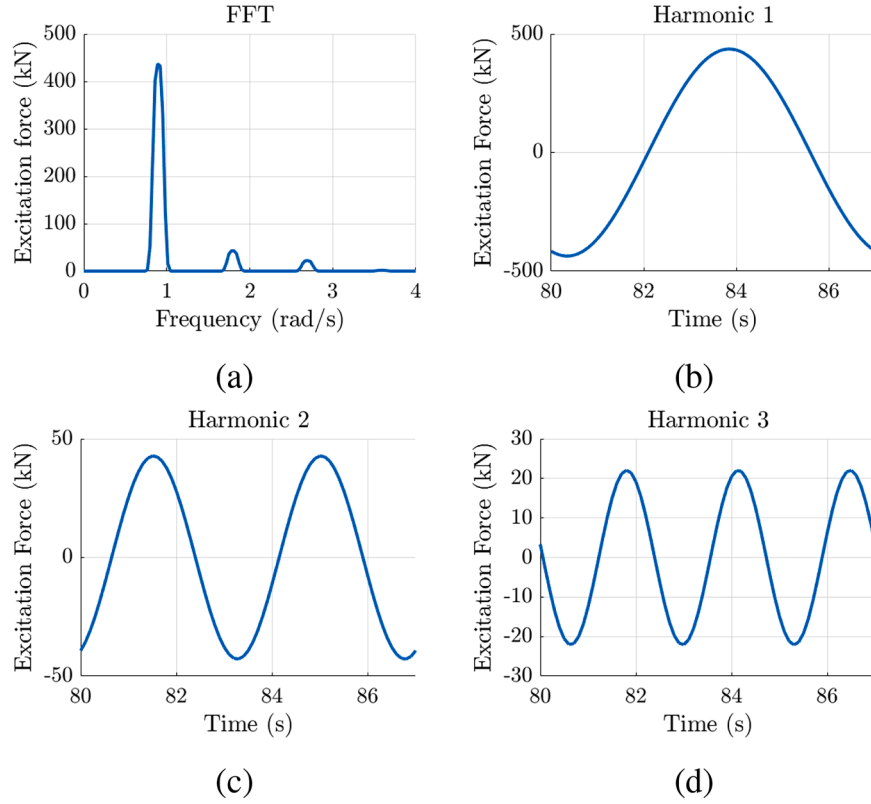 FFT
Excitation force (kN)
500
400
300
200
100
0
0 1 2 3 4
Frequency (rad/s)
(a)
Harmonic 1
Excitation Force (kN)
500
0
-500
80 82 84 86
Time (s)
(b)
Harmonic 2
Excitation Force (kN)
50
0
-50
80 82 84 86
Time (s)
(c)
Harmonic 3
Excitation Force (kN)
30
20
10
0
-10
-20
-30
80 82 84 86
Time (s)
(d)